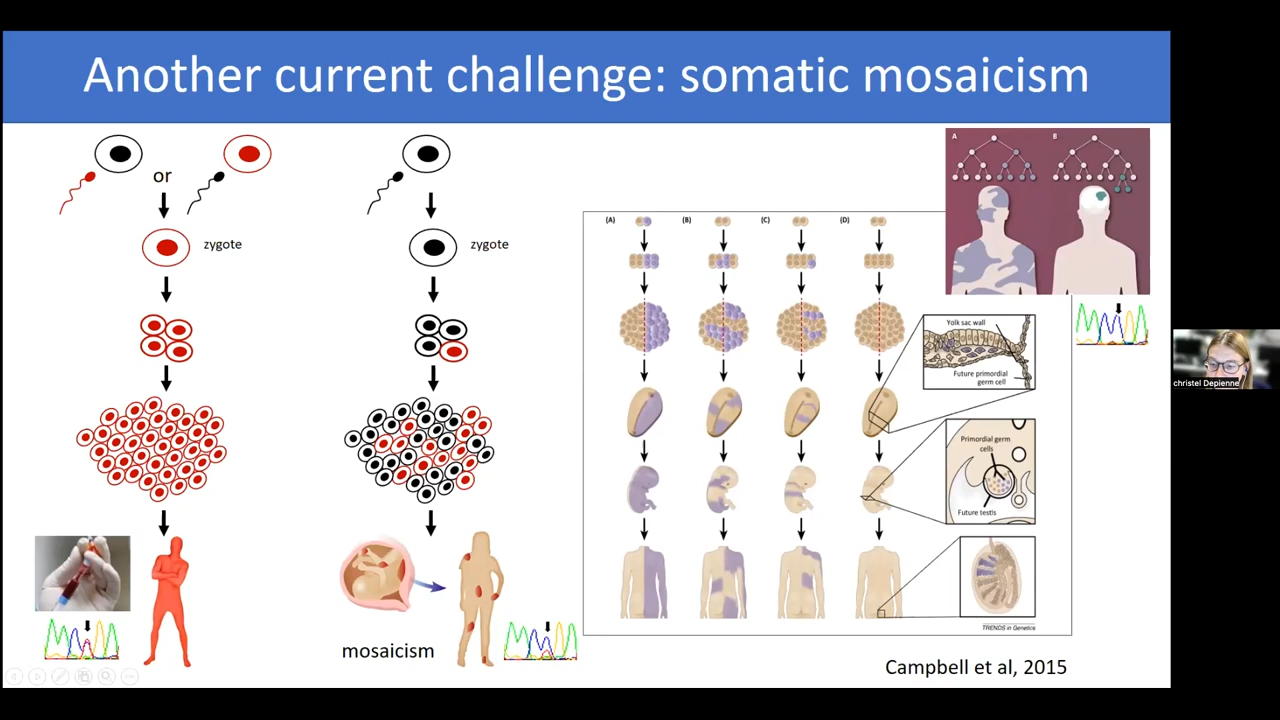 Another current challenge: somatic mosaicism
or
zygote
zygote
mosaicism
(A)
(B)
(C)
(D)
A
B
Yolk sac wall
Future primordial
germ cell
Primordial germ
cells
Future testis
TRENDS in Genetics
Campbell et al, 2015
christel Depienne